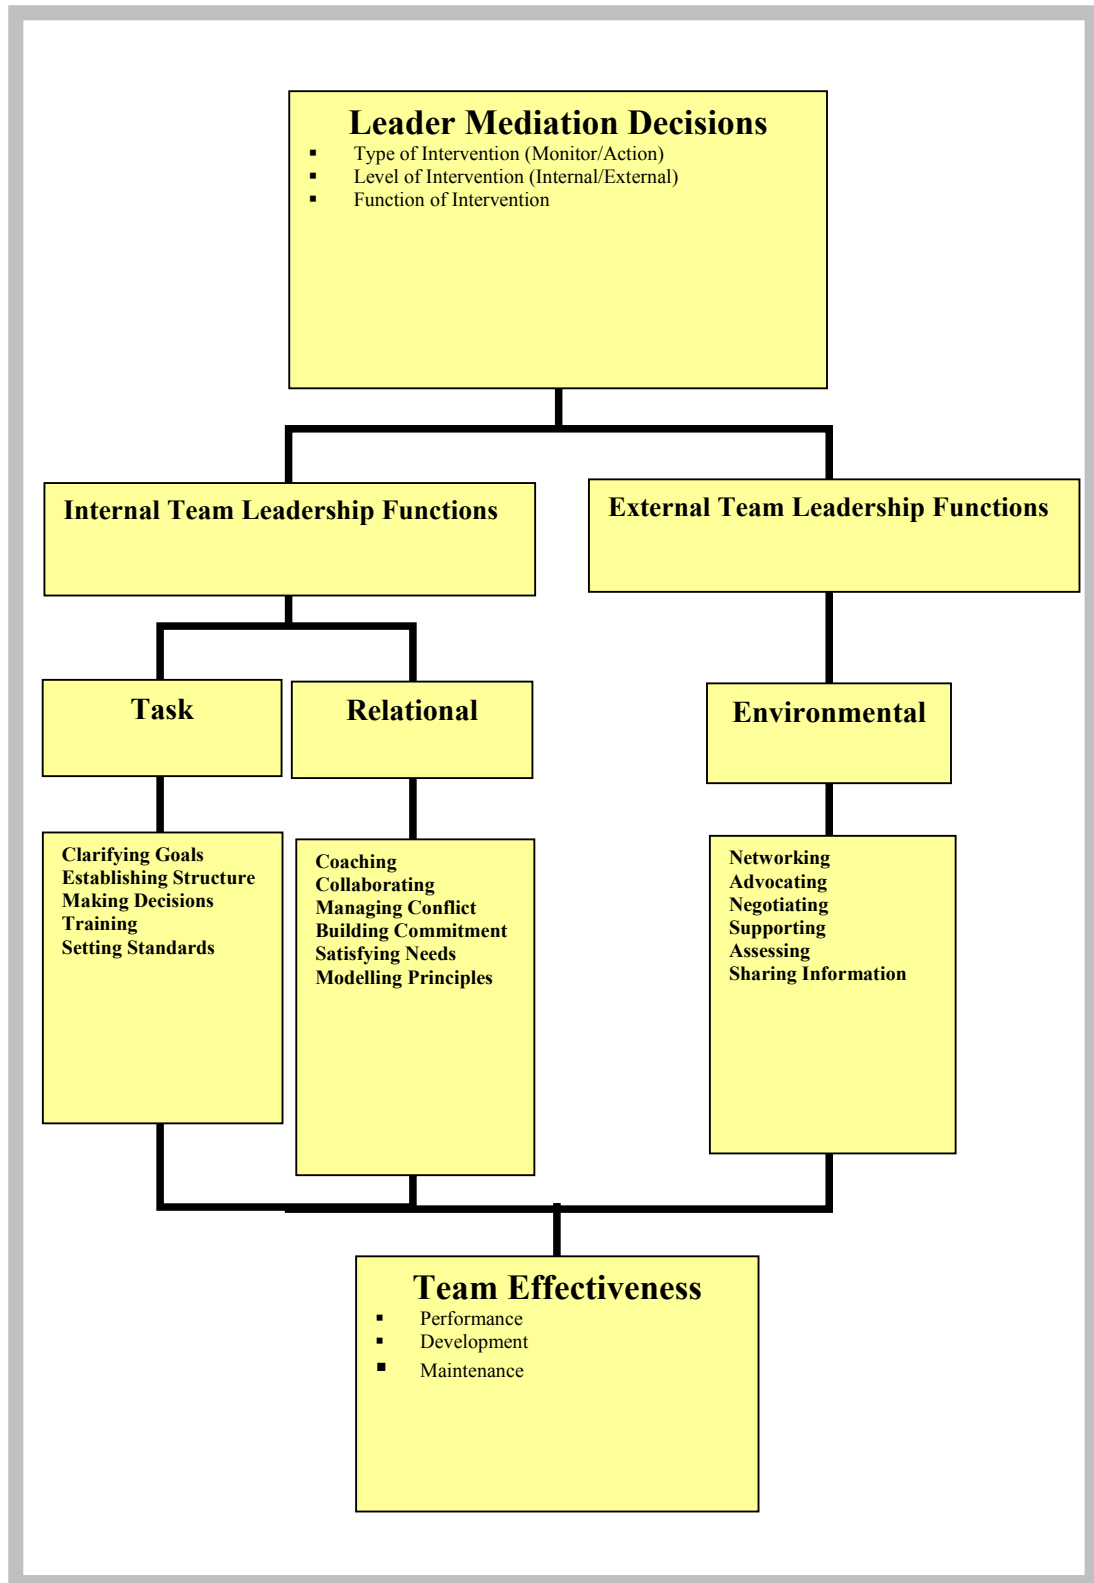 Leader Mediation Decisions
▪ Type of Intervention (Monitor/Action)
▪ Level of Intervention (Internal/External)
▪ Function of Intervention
Internal Team Leadership Functions
External Team Leadership Functions
Task
Relational
Environmental
Clarifying Goals
Establishing Structure
Making Decisions
Training
Setting Standards
Coaching
Collaborating
Managing Conflict
Building Commitment
Satisfying Needs
Modelling Principles
Networking
Advocating
Negotiating
Supporting
Assessing
Sharing Information
Team Effectiveness
▪ Performance
▪ Development
▪ Maintenance